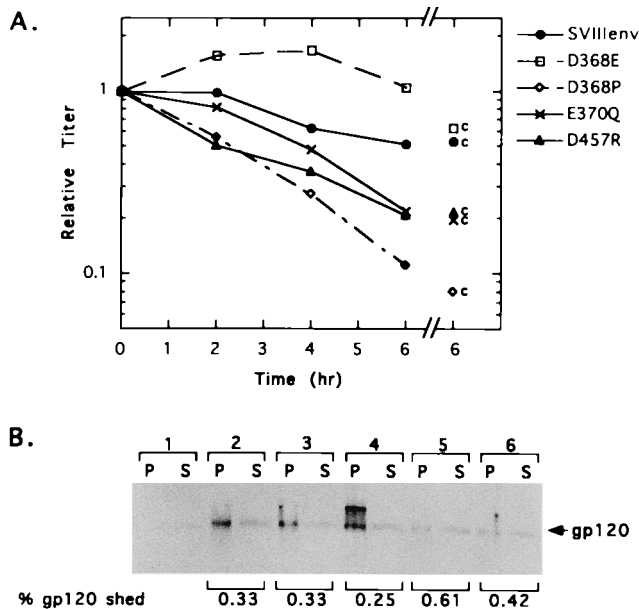 A.
SVIIIenv
D368E
D368P
E370Q
D457R
Relative Titer
1
0.1
c
c
c
c
c
0 1 2 3 4 5 6 6
Time (hr)
B.
1 2 3 4 5 6
P S P S P S P S P S P S
gp120
% gp120 shed 0.33 0.33 0.25 0.61 0.42